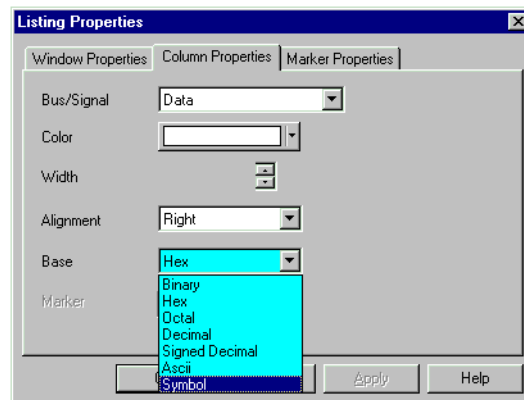 Listing Properties
Window Properties Column Properties Marker Properties
Bus/Signal Data
Color
Width
Alignment Right
Base Hex
Binary
Marker
Hex
Octal
Decimal
Signed Decimal
Ascii
Symbol
Apply Help